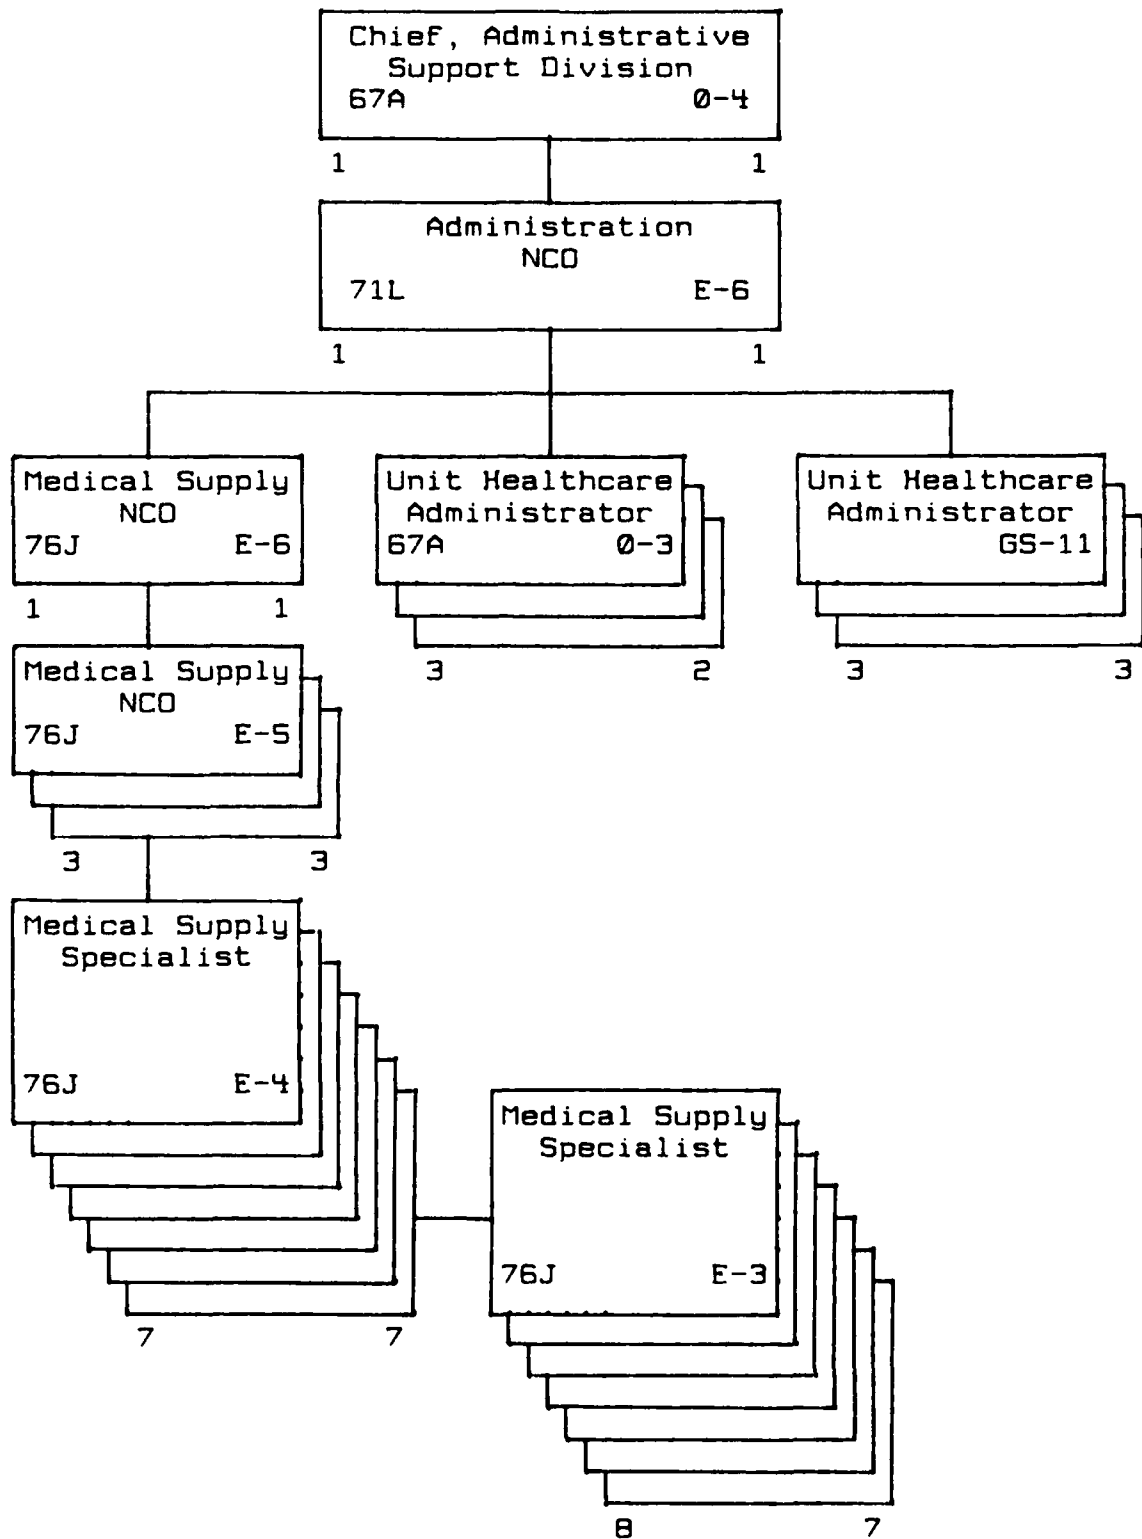 Chief, Administrative
Support Division
67A 0-4
1 1
Administration
NCO
71L E-6
1 1
Medical Supply
NCO
76J E-6
1 1
Unit Healthcare
Administrator
67A 0-3
3 2
Unit Healthcare
Administrator
GS-11
3 3
Medical Supply
NCO
76J E-5
3 3
Medical Supply
Specialist
76J E-4
7 7
Medical Supply
Specialist
76J E-3
8 7